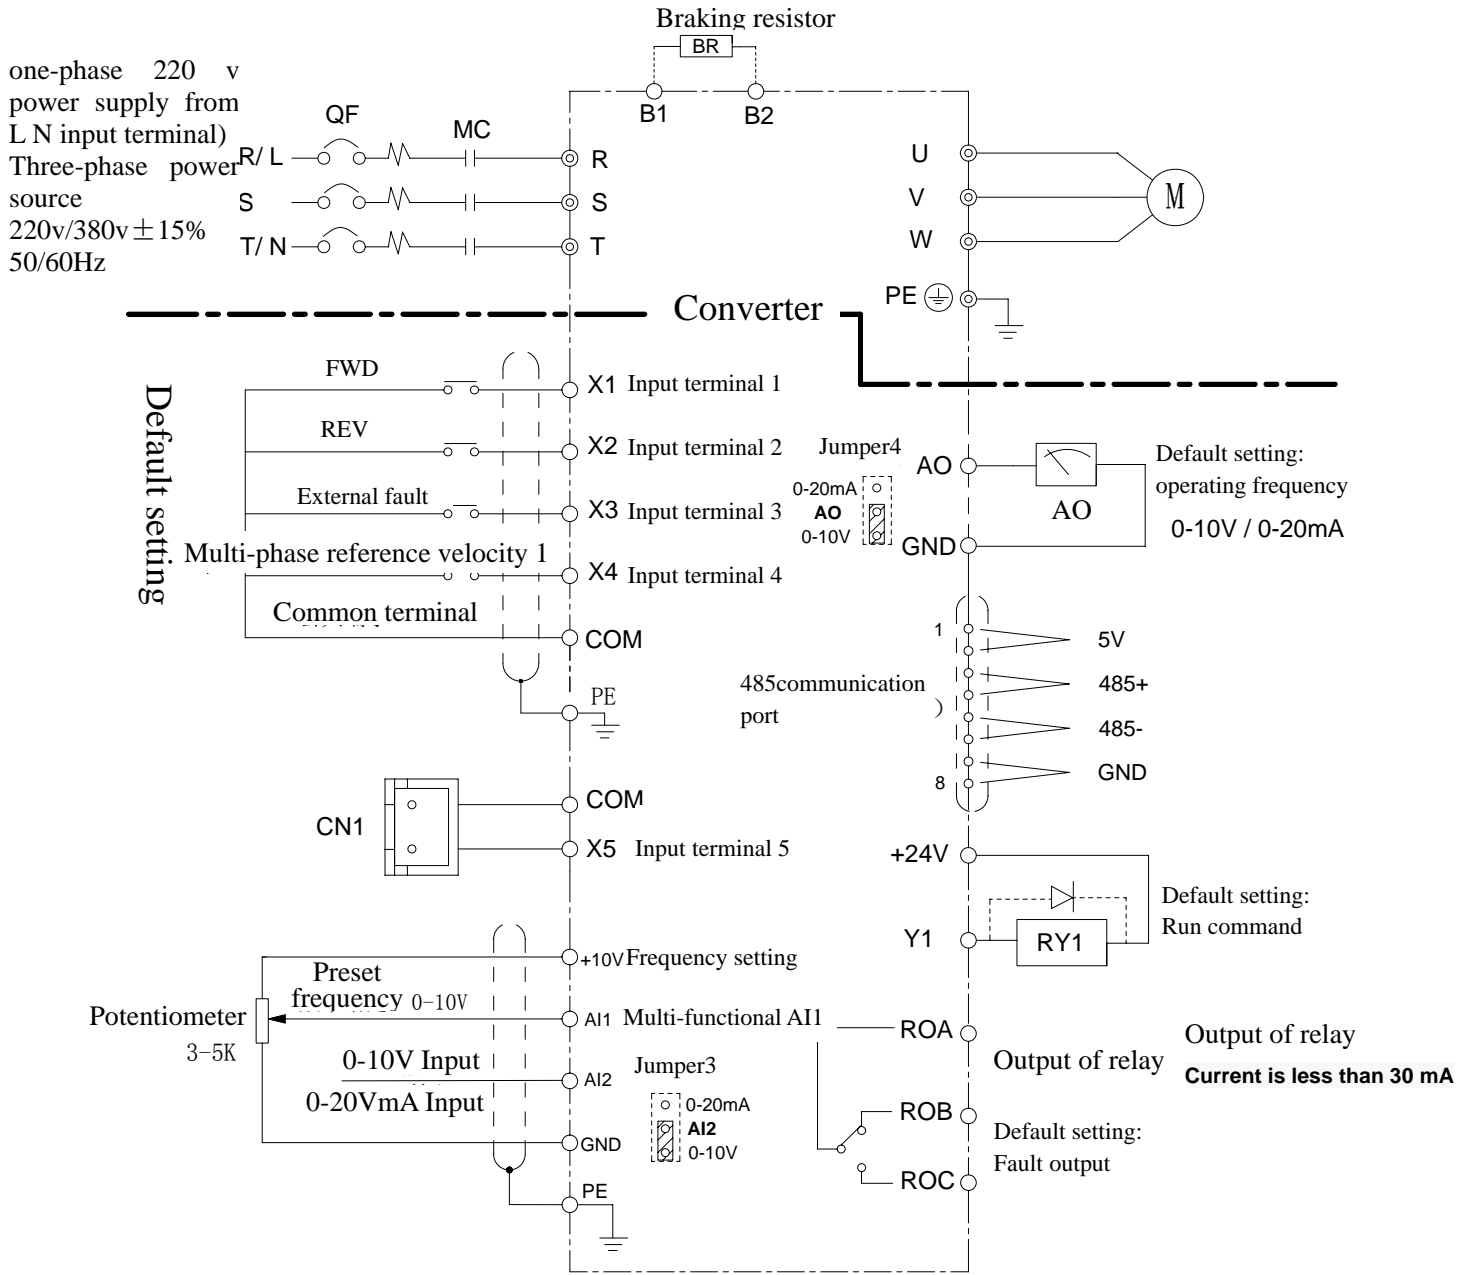 Braking resistor
BR
B1
B2
one-phase 220 v
power supply from
L N input terminal)
Three-phase power
source
220v/380v±15%
50/60Hz
QF
MC
R/ L
S
T/ N
R
S
T
U
V
W
M
PE
Converter
Default setting
FWD
X1 Input terminal 1
REV
X2 Input terminal 2
External fault
X3 Input terminal 3
Multi-phase reference velocity 1
X4 Input terminal 4
Common terminal
COM
PE
Jumper4
0-20mA
AO
0-10V
AO
GND
AO
Default setting:
operating frequency
0-10V / 0-20mA
485communication
port
)
1
8
5V
485+
485-
GND
CN1
COM
X5 Input terminal 5
+24V
Y1
RY1
Default setting:
Run command
+10V Frequency setting
Preset
frequency 0-10V
Potentiometer
3-5K
AI1 Multi-functional AI1
0-10V Input
AI2
0-20VmA Input
GND
PE
Jumper3
0-20mA
AI2
0-10V
ROA
ROB
ROC
Output of relay
Output of relay
Current is less than 30 mA
Default setting:
Fault output